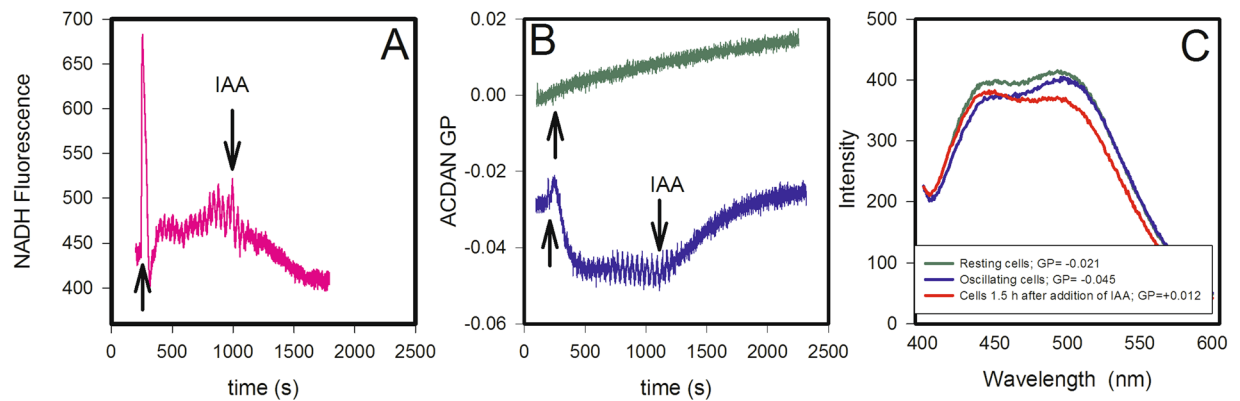 A
NADH Fluorescence
700
650
600
550
500
450
400
IAA
0 500 1000 1500 2000 2500
time (s)
B
ACDAN GP
0.02
0.00
-0.02
-0.04
-0.06
IAA
0 500 1000 1500 2000 2500
time (s)
C
Intensity
500
400
300
200
100
0
Resting cells; GP= -0.021
Oscillating cells; GP= -0.045
Cells 1.5 h after addition of IAA; GP=+0.012
400 450 500 550 600
Wavelength (nm)